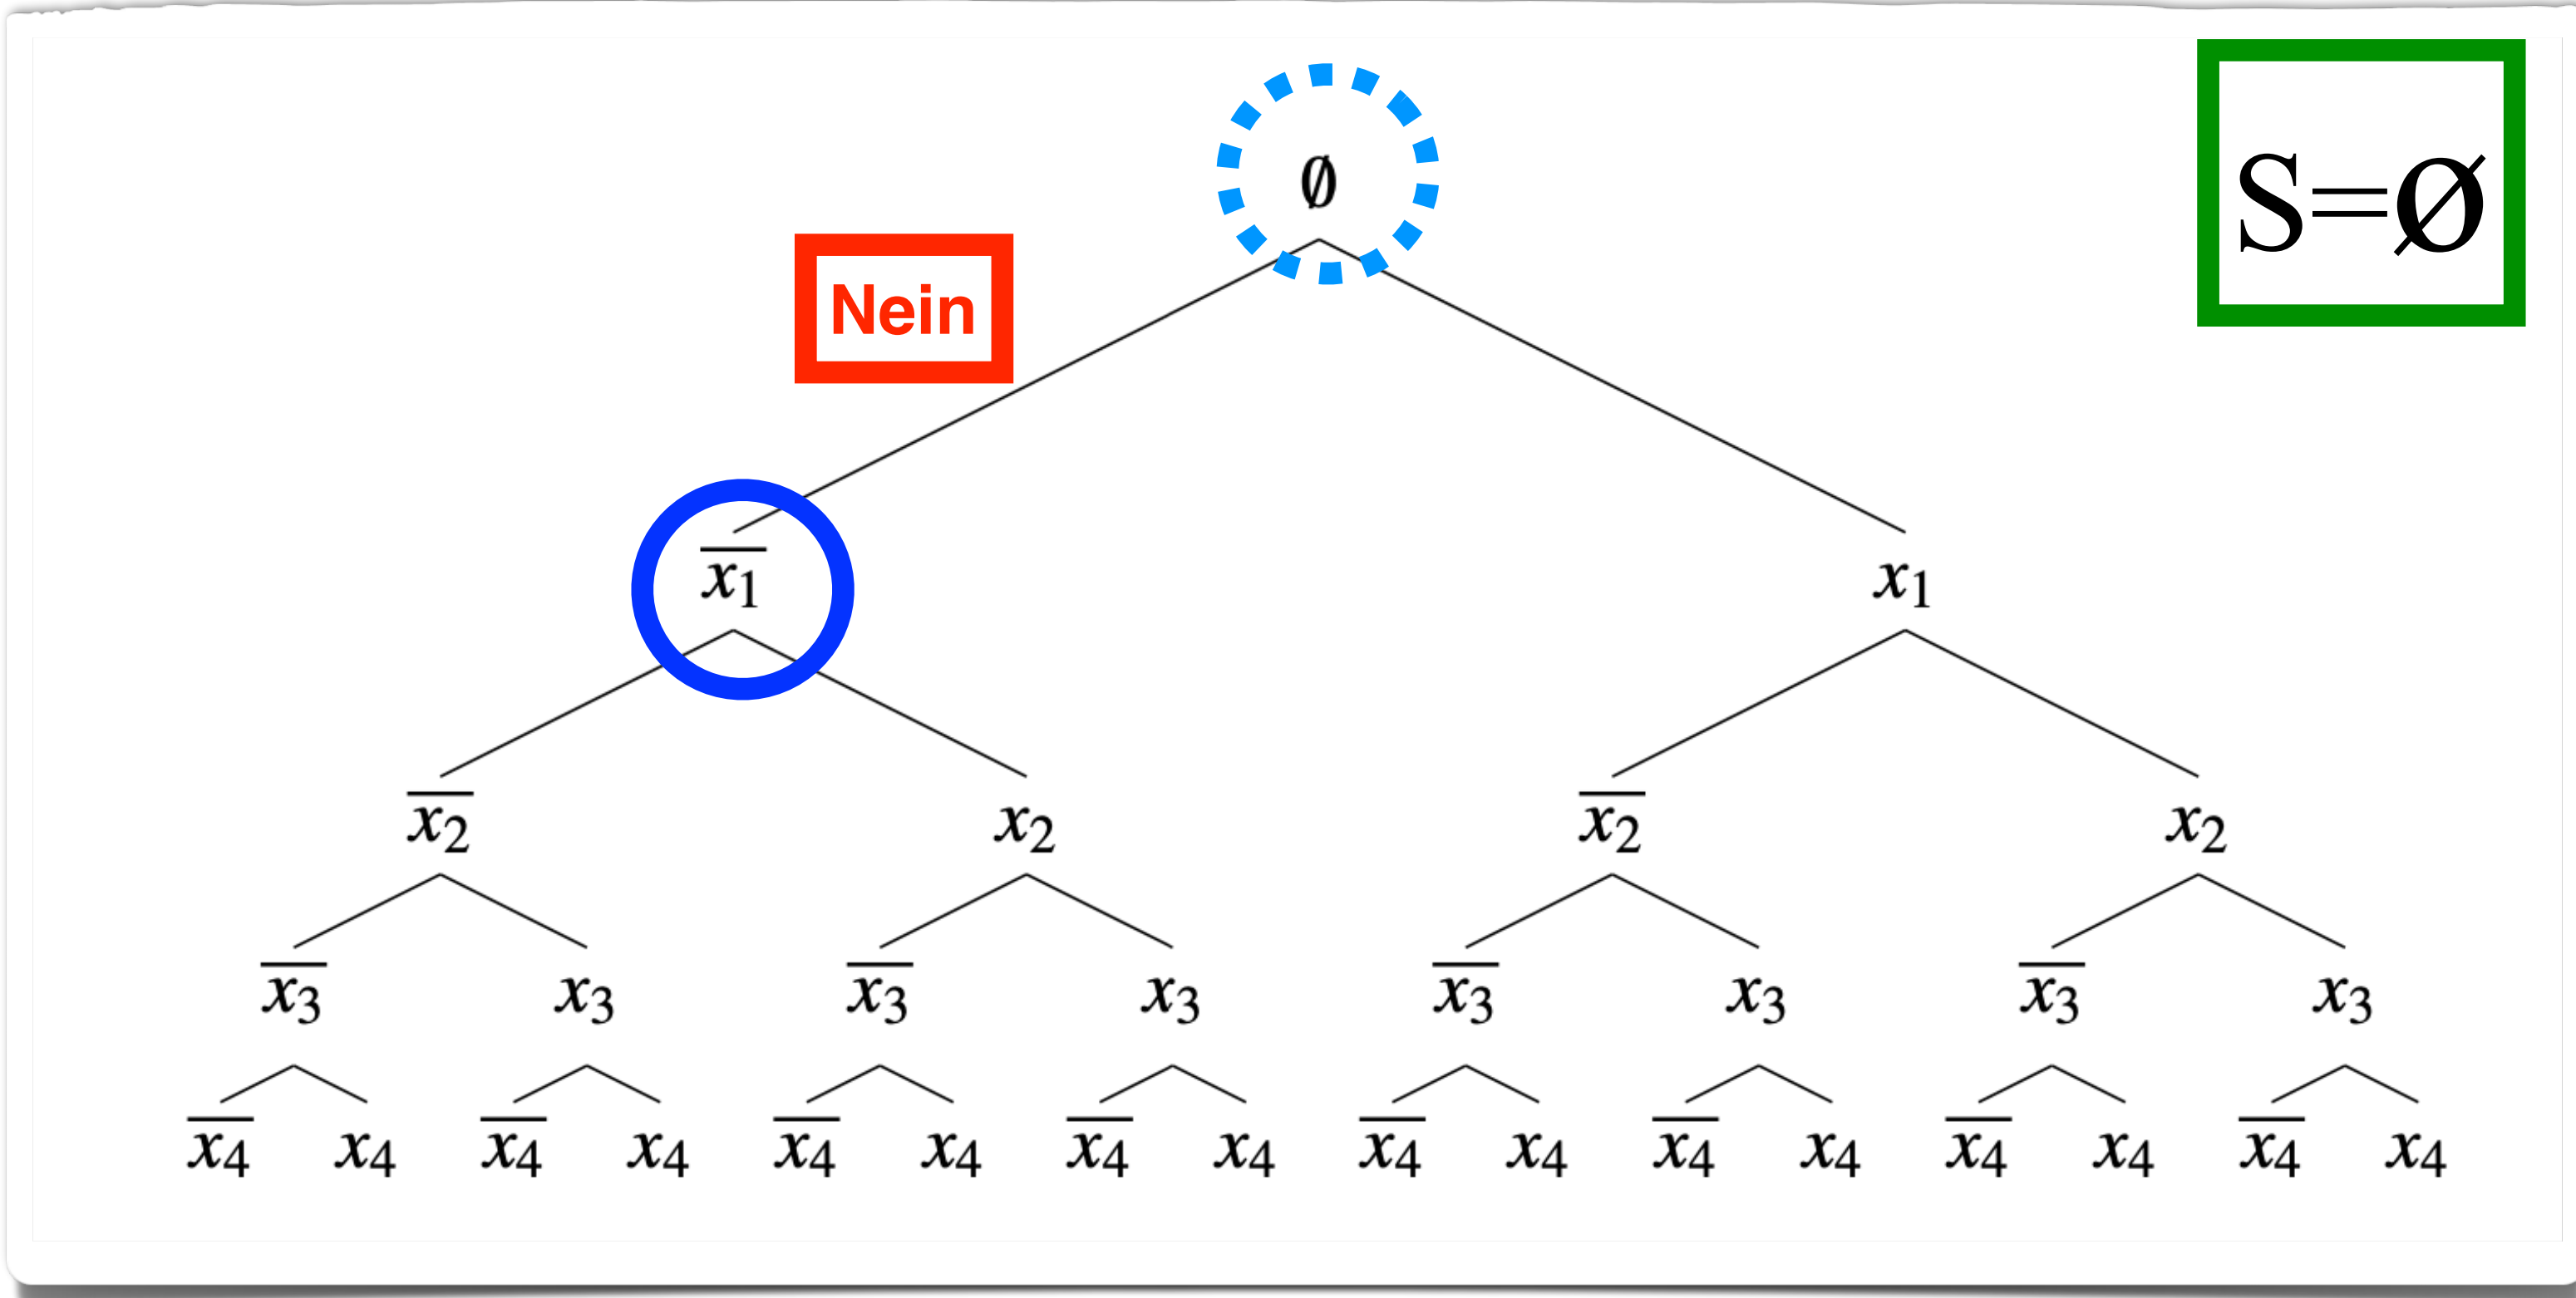 ∅
S=Ø
Nein
x̅₁ x₁
x̅₂ x₂ x̅₂ x₂
x̅₃ x₃ x̅₃ x₃ x̅₃ x₃ x̅₃ x₃
x̅₄ x₄ x̅₄ x₄ x̅₄ x₄ x̅₄ x₄ x̅₄ x₄ x̅₄ x₄ x̅₄ x₄ x̅₄ x₄